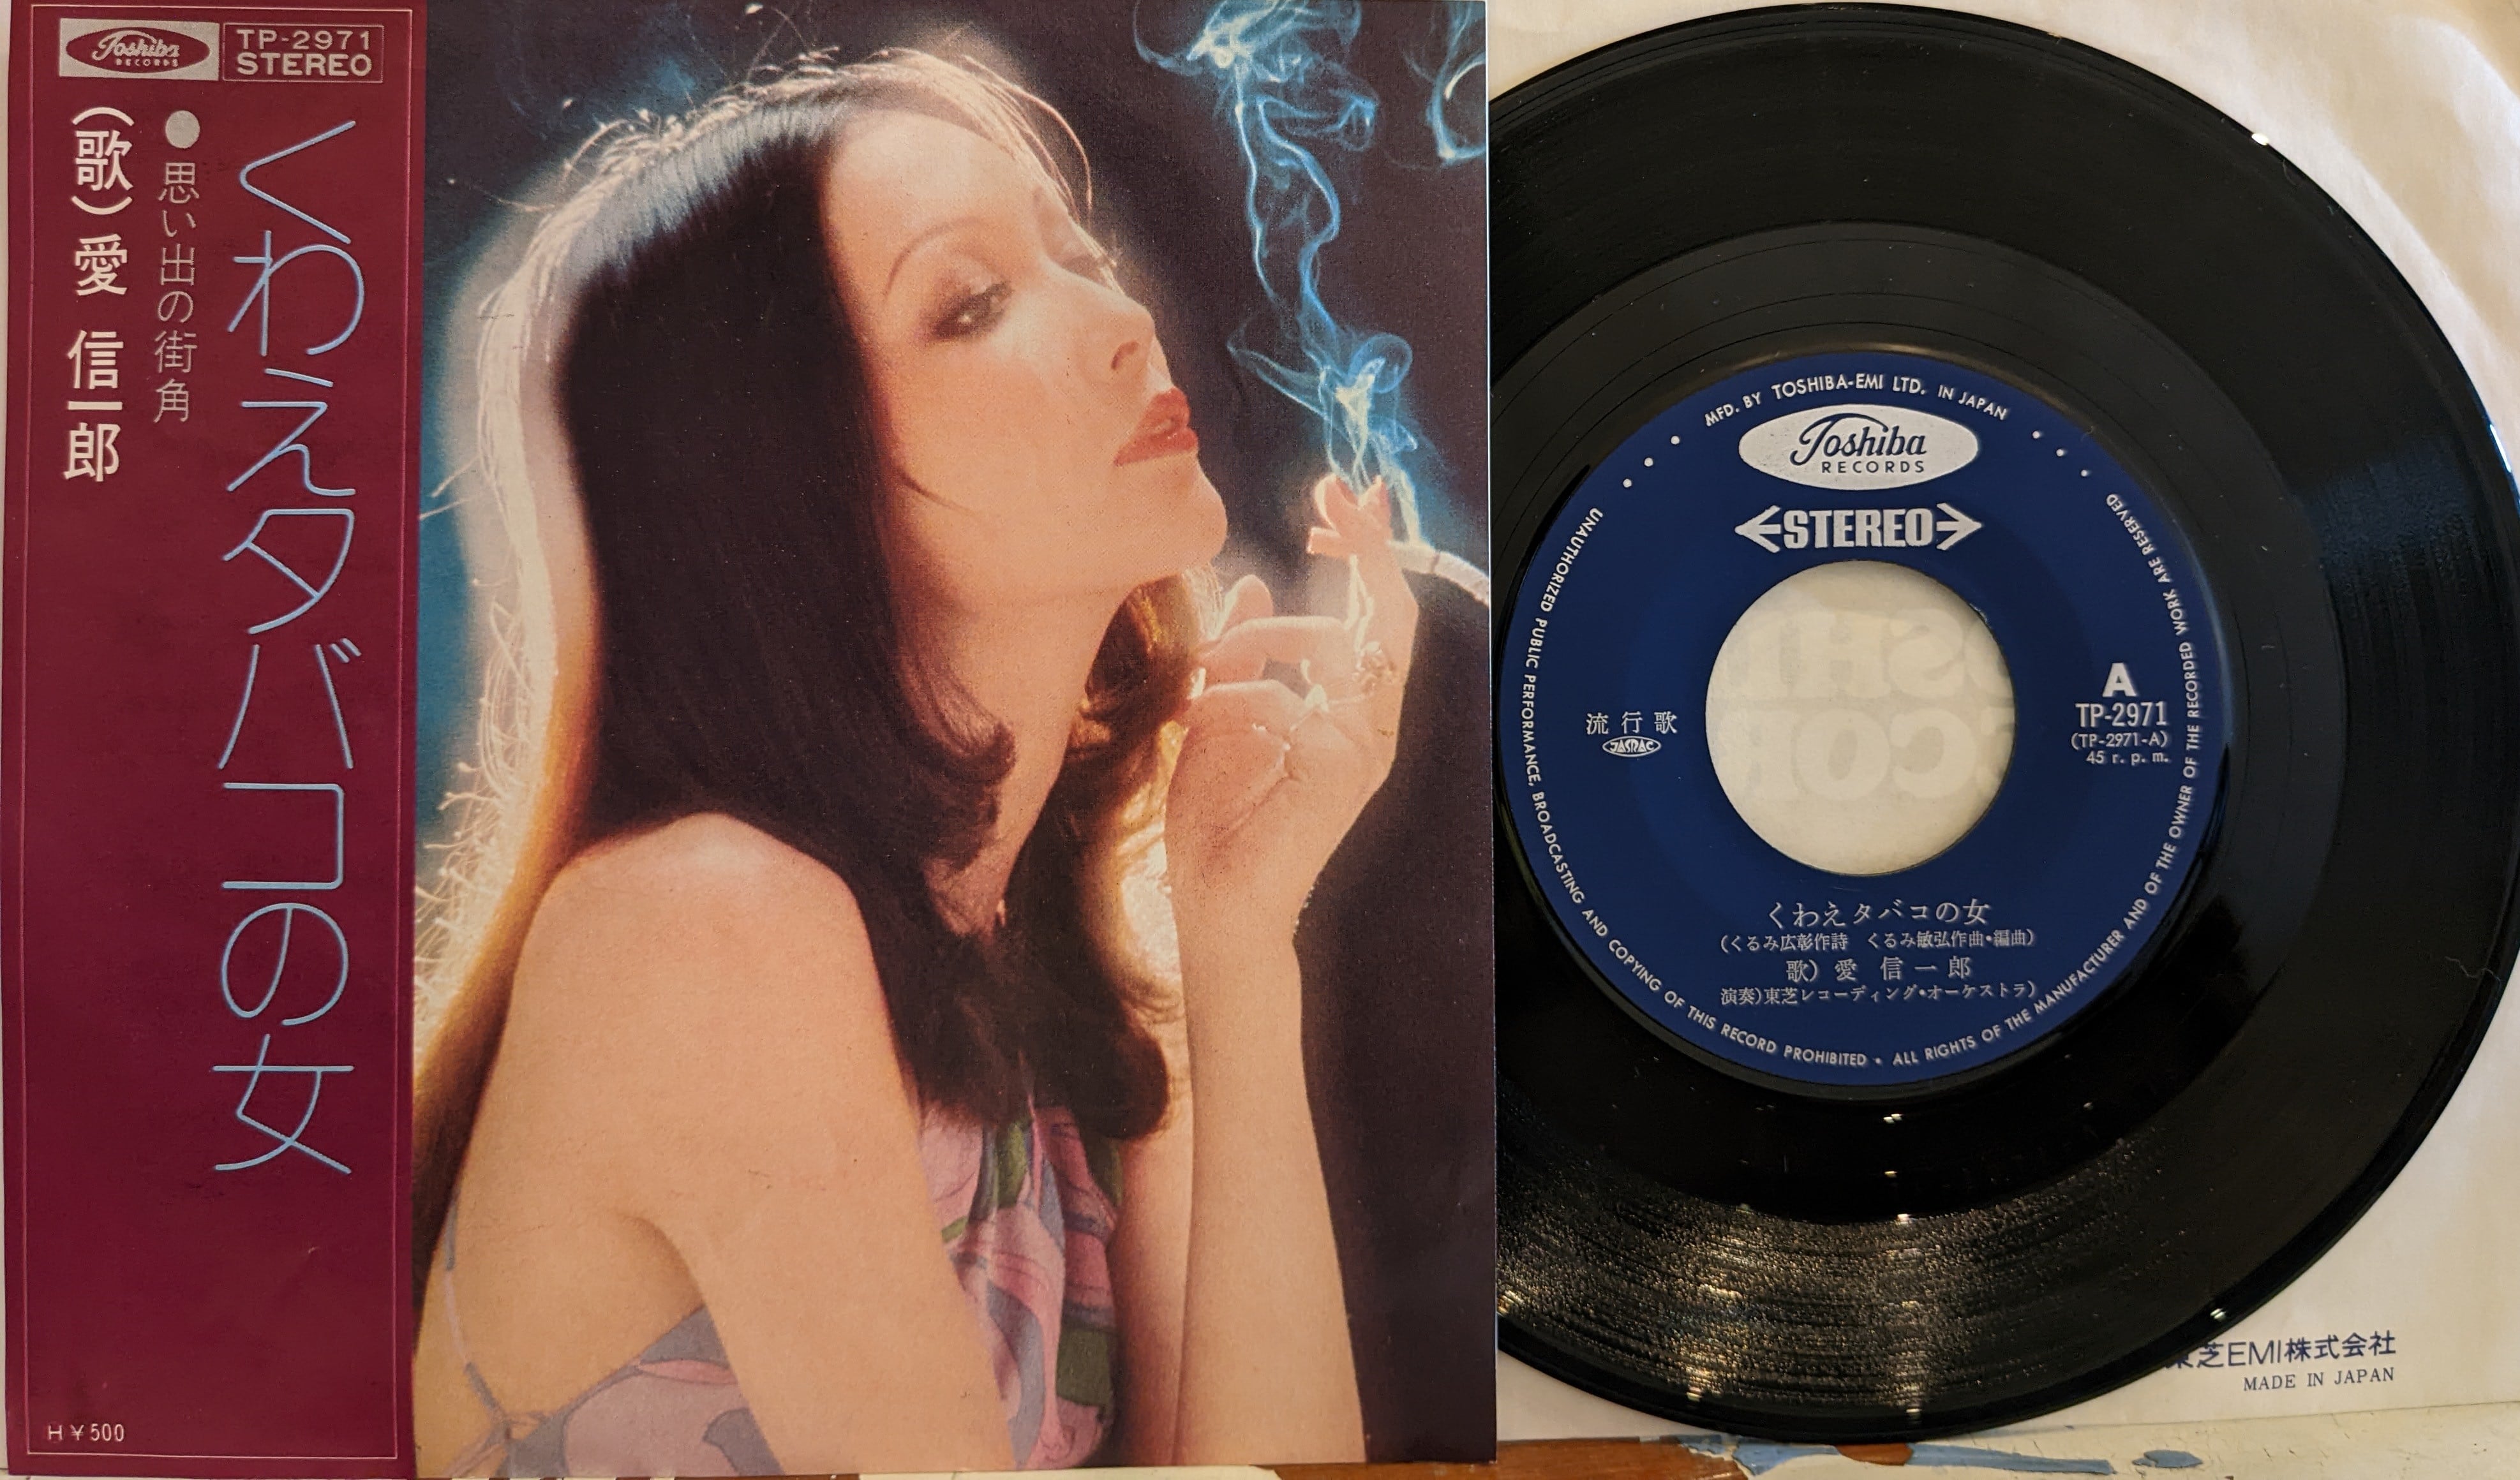 Toshiba
RECORDS
TP-2971
STEREO
くわえタバコの女
●思い出の街角
(歌)愛 信一郎
H¥500
MFD. BY TOSHIBA-EMI LTD. IN JAPAN
Toshiba
RECORDS
STEREO
流行歌
JASRAC
A
TP-2971
(TP-2971-A)
45 r.p.m.
くわえタバコの女
(くるみ広彰作詩 くるみ敏弘作曲•編曲)
歌) 愛 信一郎
演奏)東芝レコーディング•オーケストラ)
UNAUTHORIZED PUBLIC PERFORMANCE, BROADCASTING AND COPYING OF THIS RECORD PROHIBITED • ALL RIGHTS OF THE MANUFACTURER AND OF THE OWNER OF THE RECORDED WORK ARE RESERVED
東芝EMI株式会社
MADE IN JAPAN